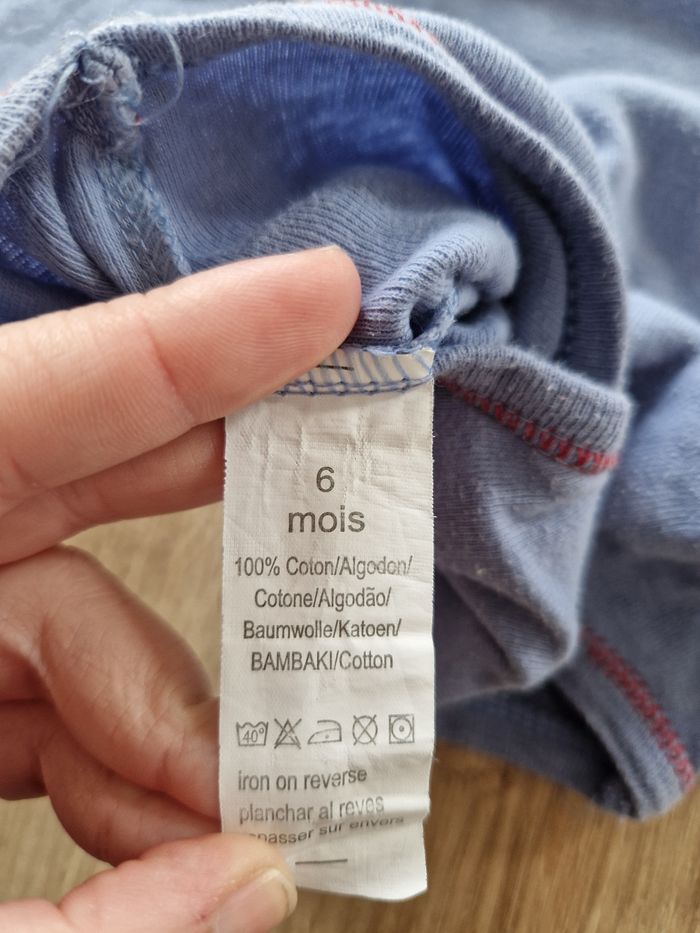 6
mois
100% Coton/Algodon/
Cotone/Algodão/
Baumwolle/Katoen/
BAMBAKI/Cotton
40°
iron on reverse
planchar al reves
sur envers